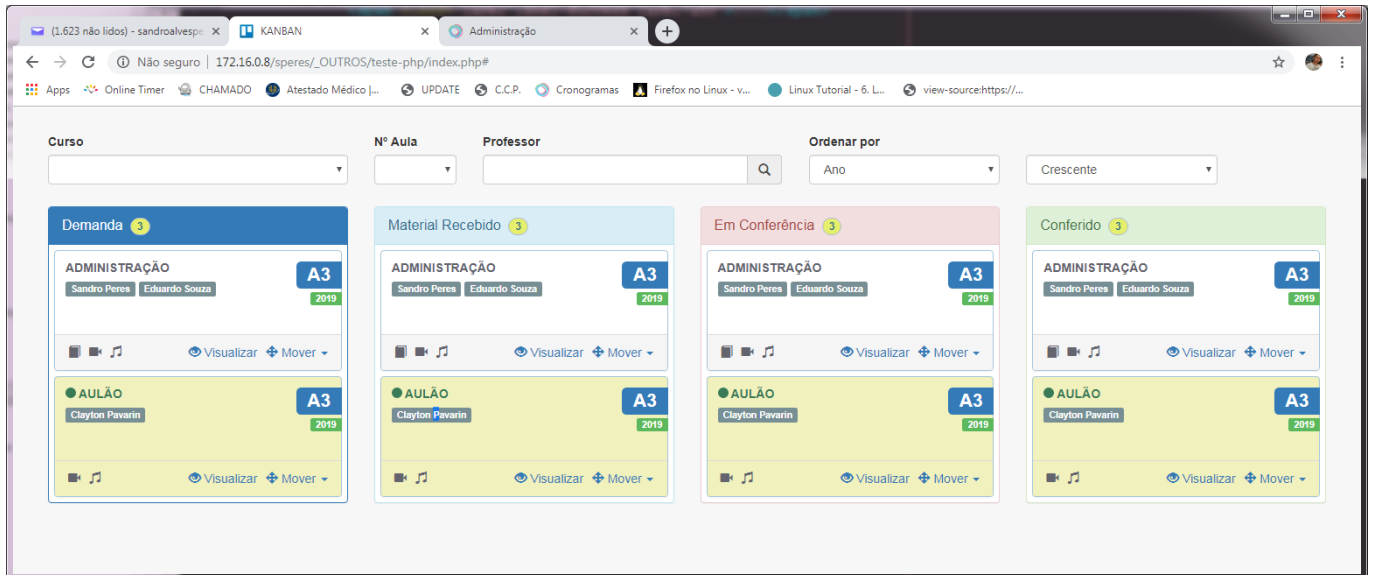 (1.623 não lidos) - sandroalvespe
KANBAN
Administração
Não seguro | 172.16.0.8/speres/_OUTROS/teste-php/index.php#
Apps Online Timer CHAMADO Atestado Médico |... UPDATE C.C.P. Cronogramas Firefox no Linux - v... Linux Tutorial - 6. L... view-source:https://...
Curso Nº Aula Professor Ordenar por
Ano Crescente
Demanda 3
ADMINISTRAÇÃO A3
Sandro Peres Eduardo Souza 2019
Visualizar Mover
AULÃO A3
Clayton Pavarin 2019
Visualizar Mover
Material Recebido 3
ADMINISTRAÇÃO A3
Sandro Peres Eduardo Souza 2019
Visualizar Mover
AULÃO A3
Clayton Pavarin 2019
Visualizar Mover
Em Conferência 3
ADMINISTRAÇÃO A3
Sandro Peres Eduardo Souza 2019
Visualizar Mover
AULÃO A3
Clayton Pavarin 2019
Visualizar Mover
Conferido 3
ADMINISTRAÇÃO A3
Sandro Peres Eduardo Souza 2019
Visualizar Mover
AULÃO A3
Clayton Pavarin 2019
Visualizar Mover